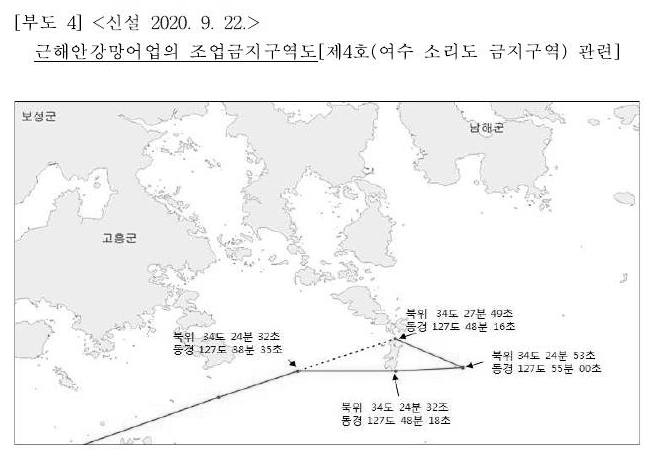 [부도 4] <신설 2020. 9. 22.>
근해안강망어업의 조업금지구역도[제4호(여수 소리도 금지구역) 관련]
보성군
남해군
고흥군
북위 34도 27분 49초
동경 127도 48분 16초
북위 34도 24분 32초
동경 127도 38분 35초
북위 34도 24분 53초
동경 127도 55분 00초
북위 34도 24분 32초
동경 127도 48분 18초